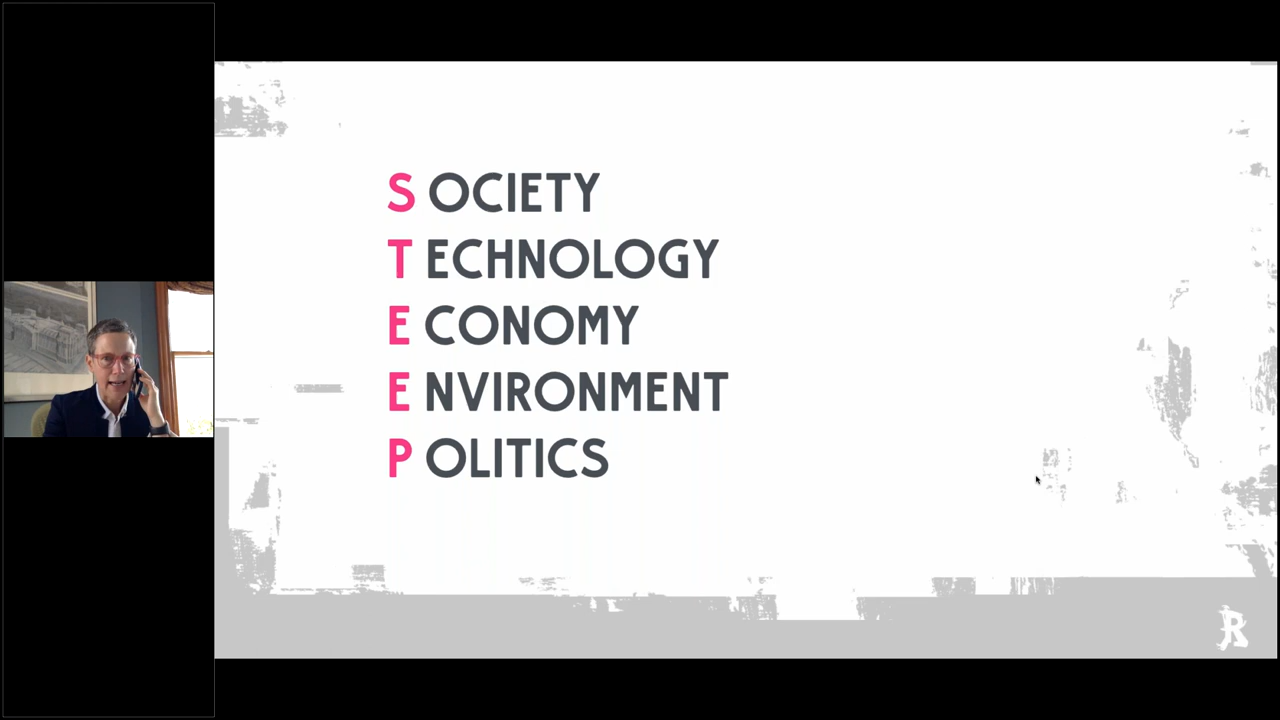 SOCIETY
TECHNOLOGY
ECONOMY
ENVIRONMENT
POLITICS
R